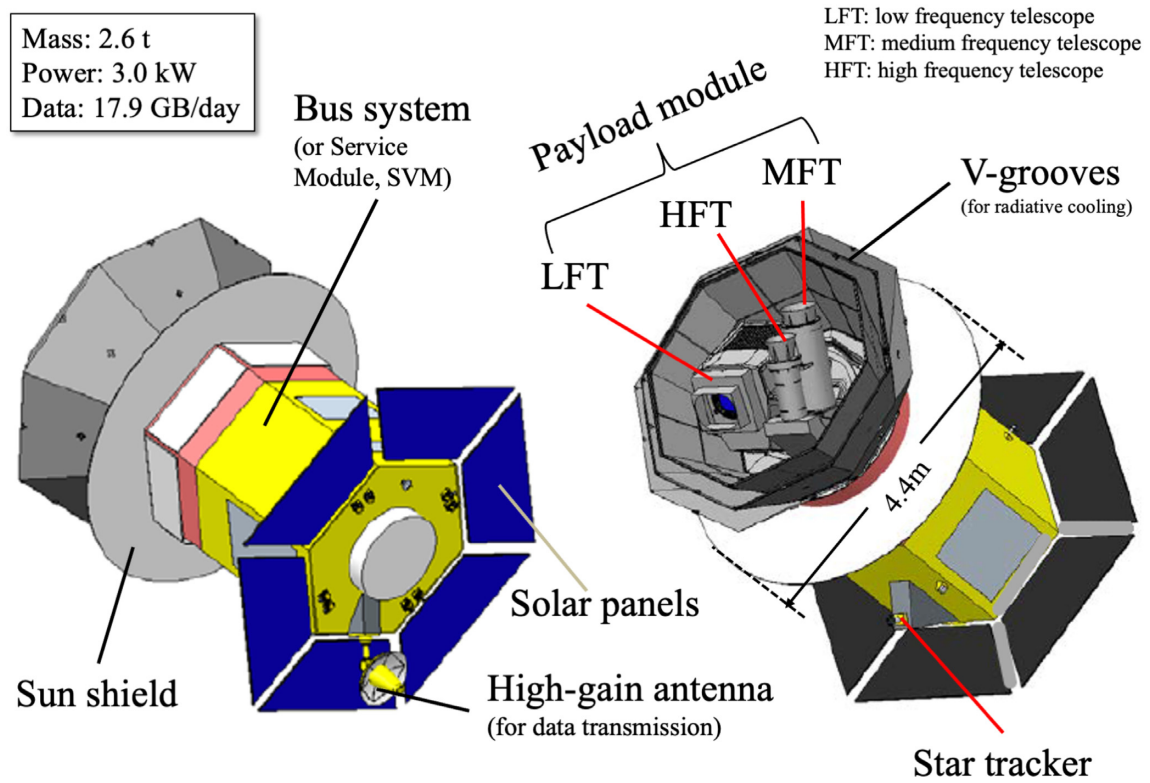 Mass: 2.6 t
Power: 3.0 kW
Data: 17.9 GB/day
LFT: low frequency telescope
MFT: medium frequency telescope
HFT: high frequency telescope
Bus system
(or Service
Module, SVM)
Payload module
MFT
HFT
LFT
V-grooves
(for radiative cooling)
4.4m
Solar panels
Sun shield
High-gain antenna
(for data transmission)
Star tracker